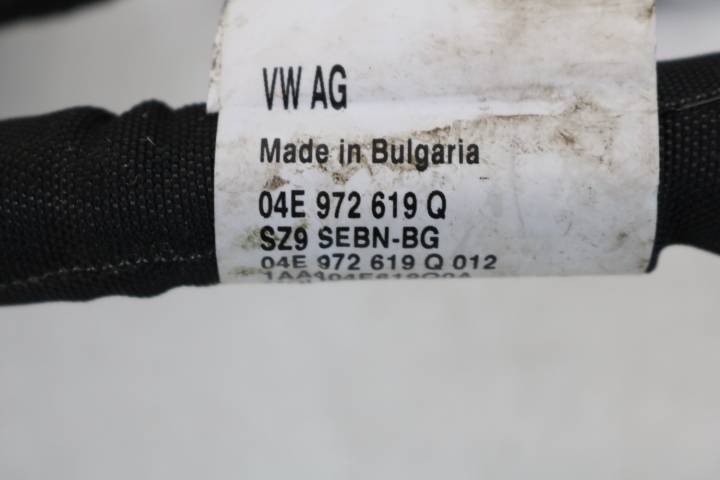 VW AG
Made in Bulgaria
04E 972 619 Q
SZ9 SEBN-BG
04E 972 619 Q 012